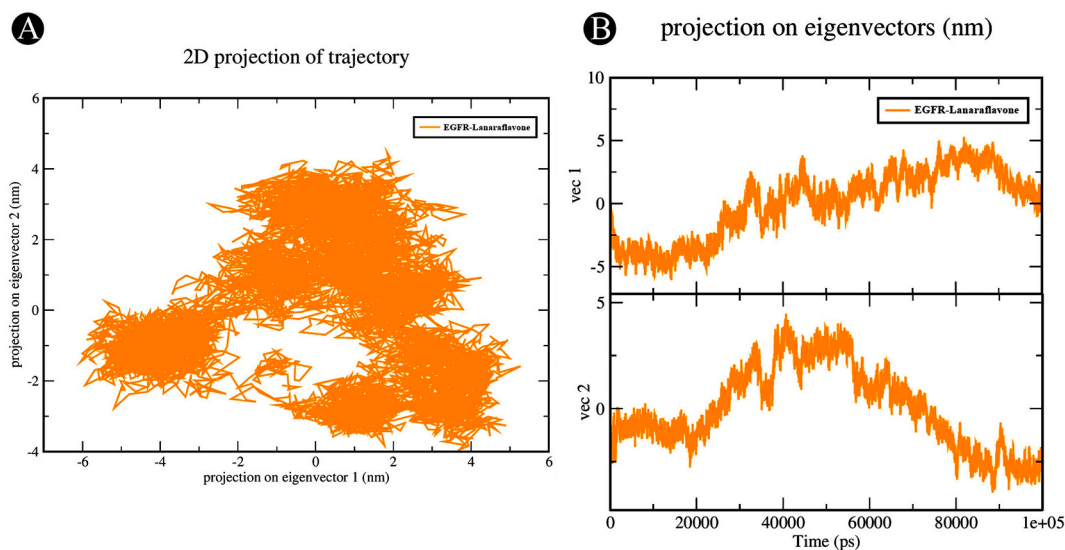 A
2D projection of trajectory
EGFR-Lanaraflavone
projection on eigenvector 2 (nm)
6
4
2
0
-2
-4
-6
-4
-2
0
2
4
6
projection on eigenvector 1 (nm)
B
projection on eigenvectors (nm)
EGFR-Lanaraflavone
vec 1
10
5
0
-5
vec 2
5
0
0
20000
40000
60000
80000
1e+05
Time (ps)